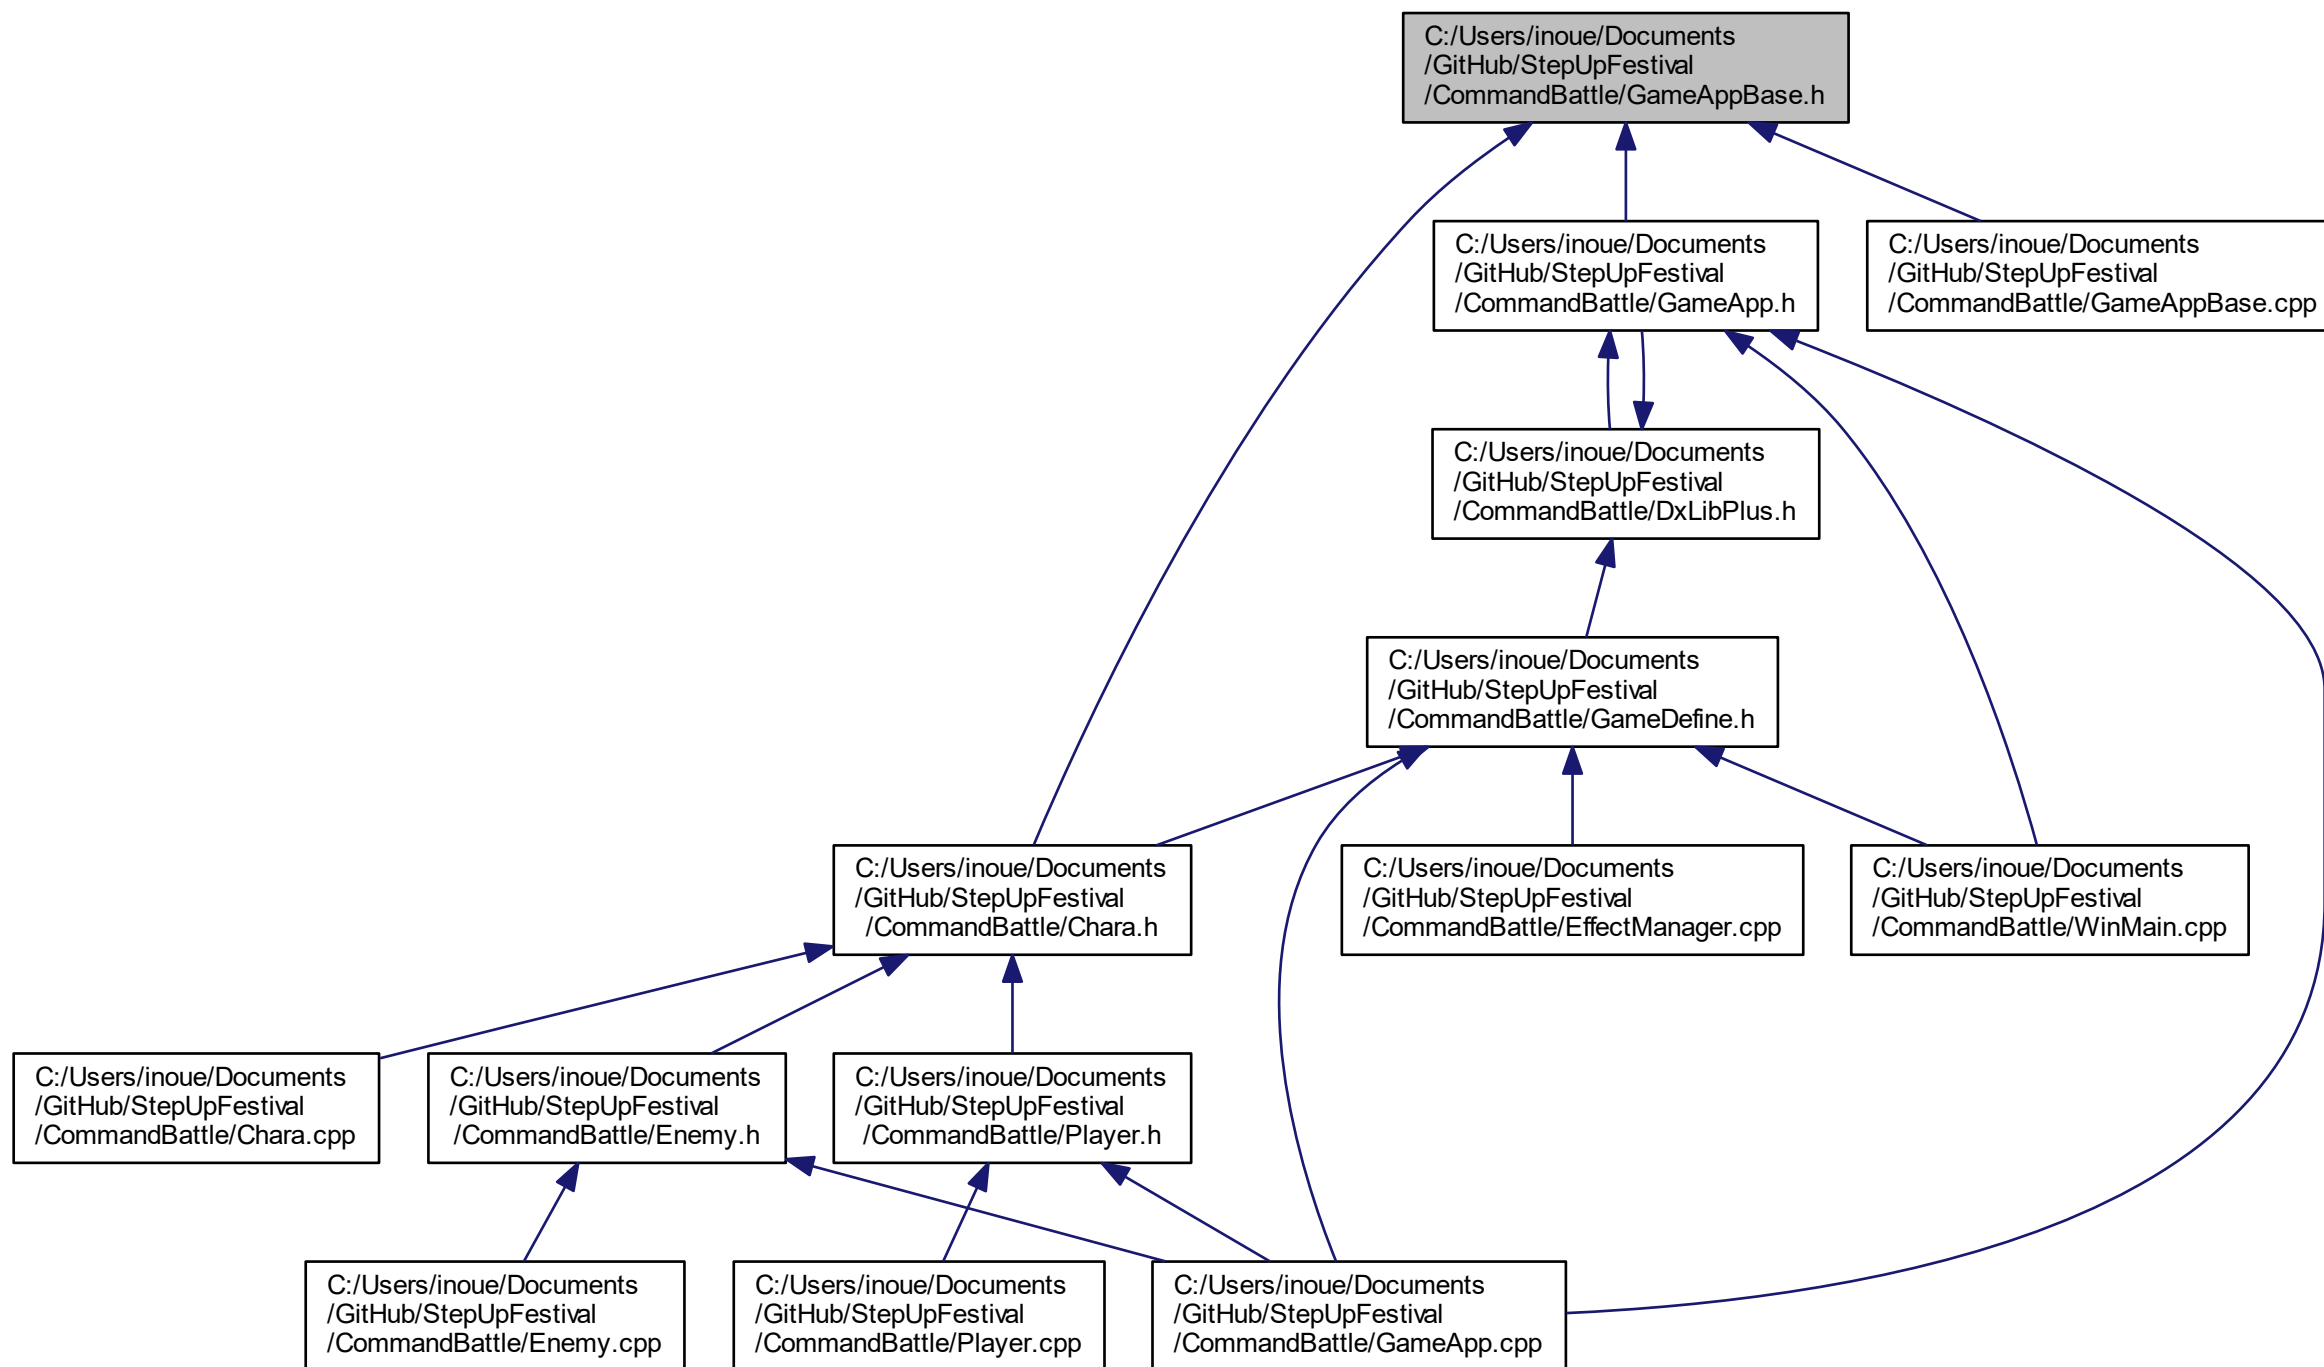 C:/Users/inoue/Documents
/GitHub/StepUpFestival
/CommandBattle/GameAppBase.h
C:/Users/inoue/Documents
/GitHub/StepUpFestival
/CommandBattle/GameApp.h
C:/Users/inoue/Documents
/GitHub/StepUpFestival
/CommandBattle/GameAppBase.cpp
C:/Users/inoue/Documents
/GitHub/StepUpFestival
/CommandBattle/DxLibPlus.h
C:/Users/inoue/Documents
/GitHub/StepUpFestival
/CommandBattle/GameDefine.h
C:/Users/inoue/Documents
/GitHub/StepUpFestival
/CommandBattle/Chara.h
C:/Users/inoue/Documents
/GitHub/StepUpFestival
/CommandBattle/EffectManager.cpp
C:/Users/inoue/Documents
/GitHub/StepUpFestival
/CommandBattle/WinMain.cpp
C:/Users/inoue/Documents
/GitHub/StepUpFestival
/CommandBattle/Chara.cpp
C:/Users/inoue/Documents
/GitHub/StepUpFestival
/CommandBattle/Enemy.h
C:/Users/inoue/Documents
/GitHub/StepUpFestival
/CommandBattle/Player.h
C:/Users/inoue/Documents
/GitHub/StepUpFestival
/CommandBattle/Enemy.cpp
C:/Users/inoue/Documents
/GitHub/StepUpFestival
/CommandBattle/Player.cpp
C:/Users/inoue/Documents
/GitHub/StepUpFestival
/CommandBattle/GameApp.cpp